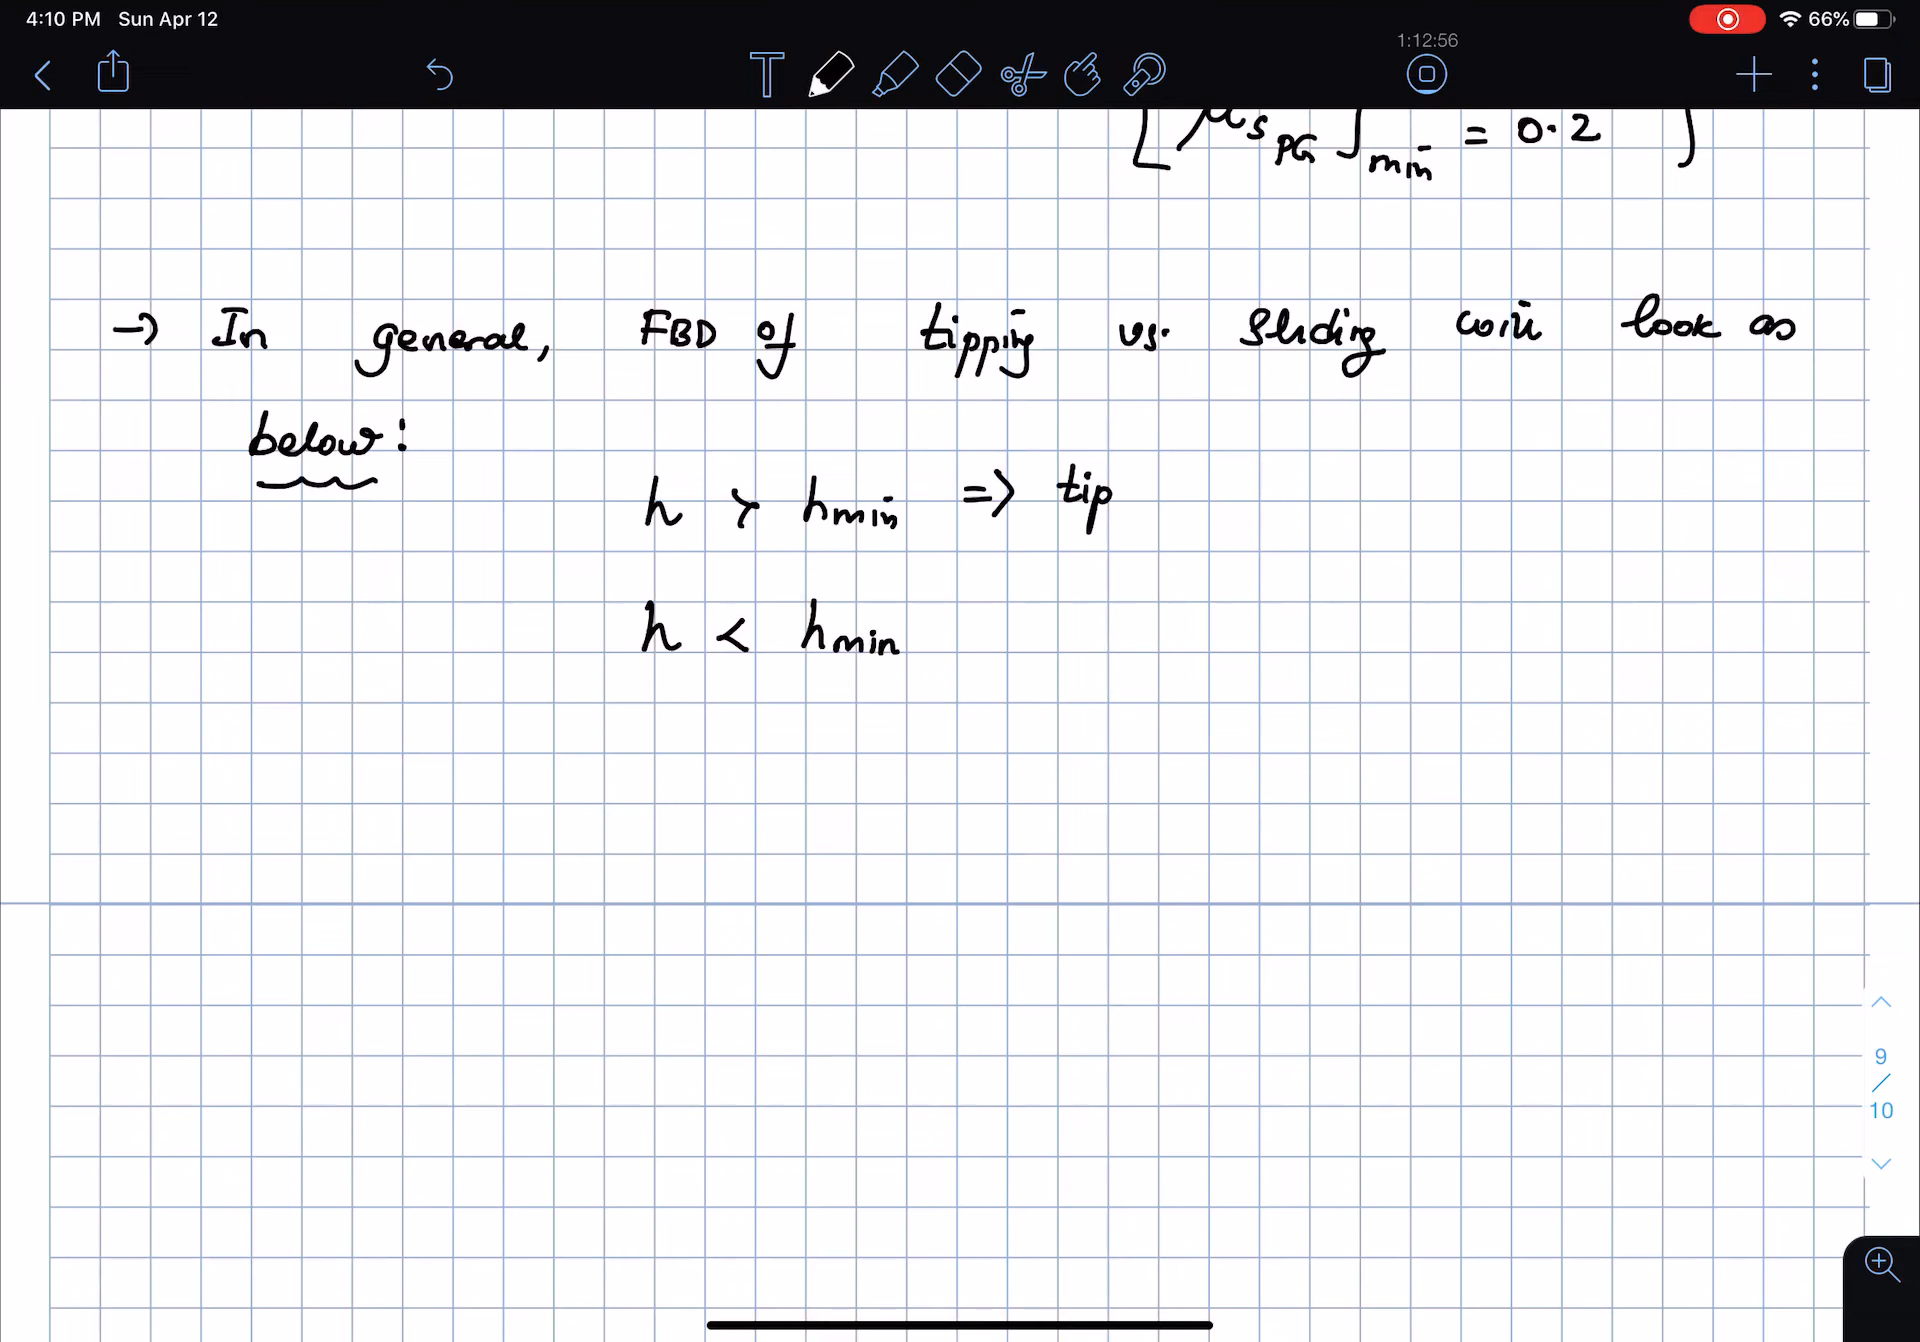 4:10 PM Sun Apr 12
66%
1:12:56
[μs PG]min = 0.2
→ In general, FBD of tipping vs. sliding will look as
below:
h > hmin => tip
h < hmin
9
/
10